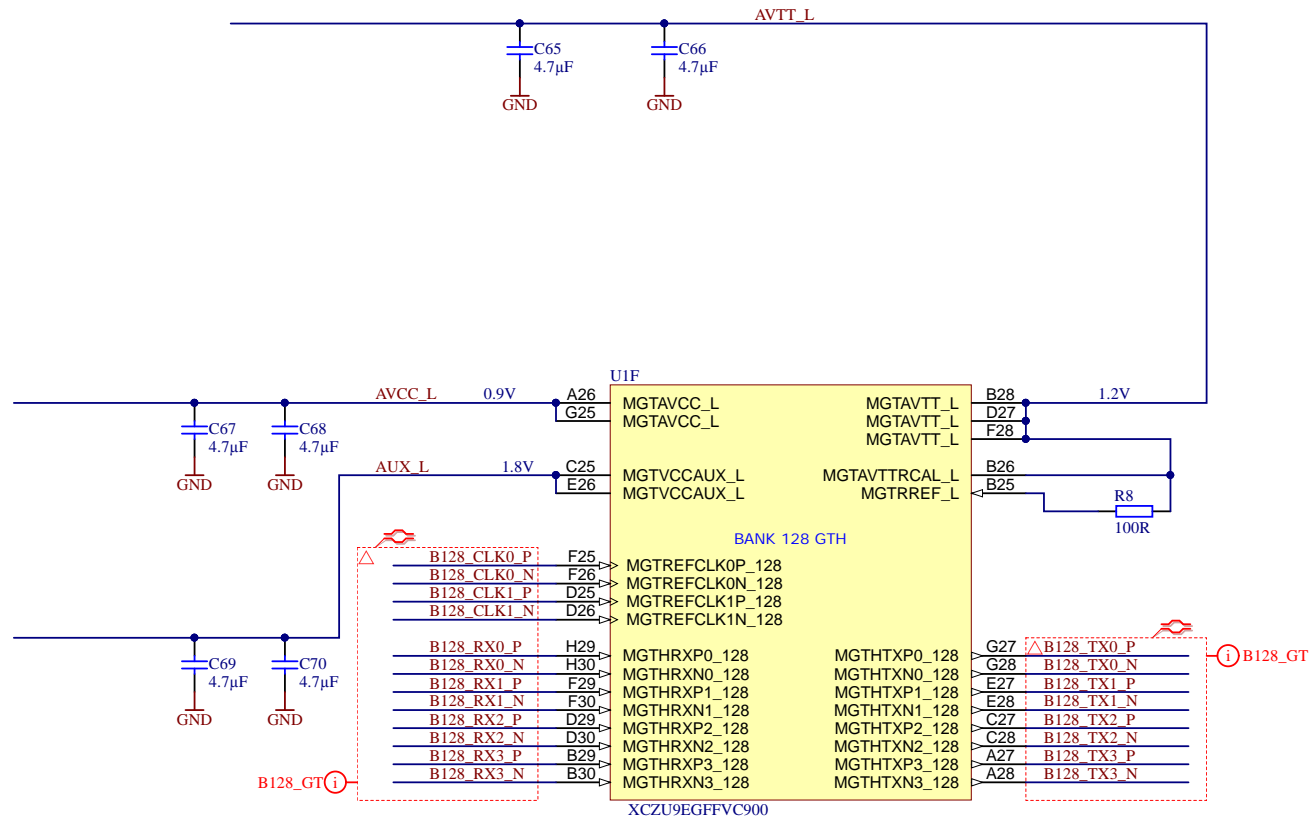 AVTT_L
C65
4.7µF
GND
C66
4.7µF
GND
U1F
AVCC_L 0.9V
A26 MGTAVCC_L
G25 MGTAVCC_L
C67
4.7µF
GND
C68
4.7µF
GND
AUX_L 1.8V
C25 MGTVCCAUX_L
E26 MGTVCCAUX_L
MGTAVTT_L B28 1.2V
MGTAVTT_L D27
MGTAVTT_L F28
MGTAVTTRCAL_L B26
MGTRREF_L B25
R8
100R
BANK 128 GTH
B128_CLK0_P F25 MGTREFCLK0P_128
B128_CLK0_N F26 MGTREFCLK0N_128
B128_CLK1_P D25 MGTREFCLK1P_128
B128_CLK1_N D26 MGTREFCLK1N_128
C69
4.7µF
GND
C70
4.7µF
GND
B128_RX0_P H29 MGTHRXP0_128
B128_RX0_N H30 MGTHRXN0_128
B128_RX1_P F29 MGTHRXP1_128
B128_RX1_N F30 MGTHRXN1_128
B128_RX2_P D29 MGTHRXP2_128
B128_RX2_N D30 MGTHRXN2_128
B128_RX3_P B29 MGTHRXP3_128
B128_RX3_N B30 MGTHRXN3_128
B128_GT i
MGTHTXP0_128 G27 B128_TX0_P
MGTHTXN0_128 G28 B128_TX0_N
MGTHTXP1_128 E27 B128_TX1_P
MGTHTXN1_128 E28 B128_TX1_N
MGTHTXP2_128 C27 B128_TX2_P
MGTHTXN2_128 C28 B128_TX2_N
MGTHTXP3_128 A27 B128_TX3_P
MGTHTXN3_128 A28 B128_TX3_N
i B128_GT
XCZU9EGFFVC900